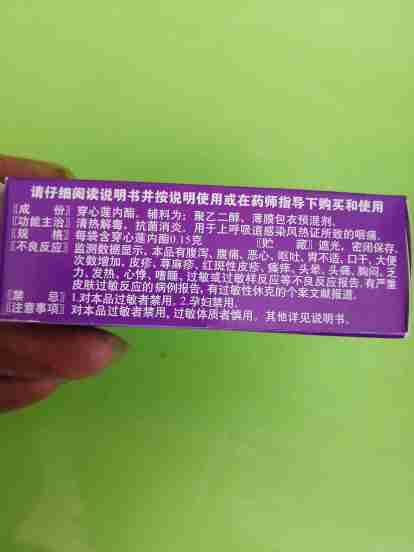 请仔细阅读说明书并按说明使用或在药师指导下购买和使用
〖成　份〗穿心莲内酯。辅料为：聚乙二醇、薄膜包衣预混剂。
〖功能主治〗清热解毒，抗菌消炎。用于上呼吸道感染风热证所致的咽痛。
〖规　格〗每袋含穿心莲内酯0.15克　〖贮　藏〗遮光，密闭保存。
〖不良反应〗监测数据显示，本品有腹泻、腹痛、恶心、呕吐、胃不适、口干、大便
次数增加，皮疹、荨麻疹、红斑性皮疹、瘙痒、头晕、头痛、胸闷、乏
力、发热、心悸、嗜睡、过敏或过敏样反应等不良反应报告，有严重
皮肤过敏反应的病例报告，有过敏性休克的个案文献报道。
〖禁　忌〗1.对本品过敏者禁用。2.孕妇禁用。
〖注意事项〗对本品过敏者禁用，过敏体质者慎用。其他详见说明书。